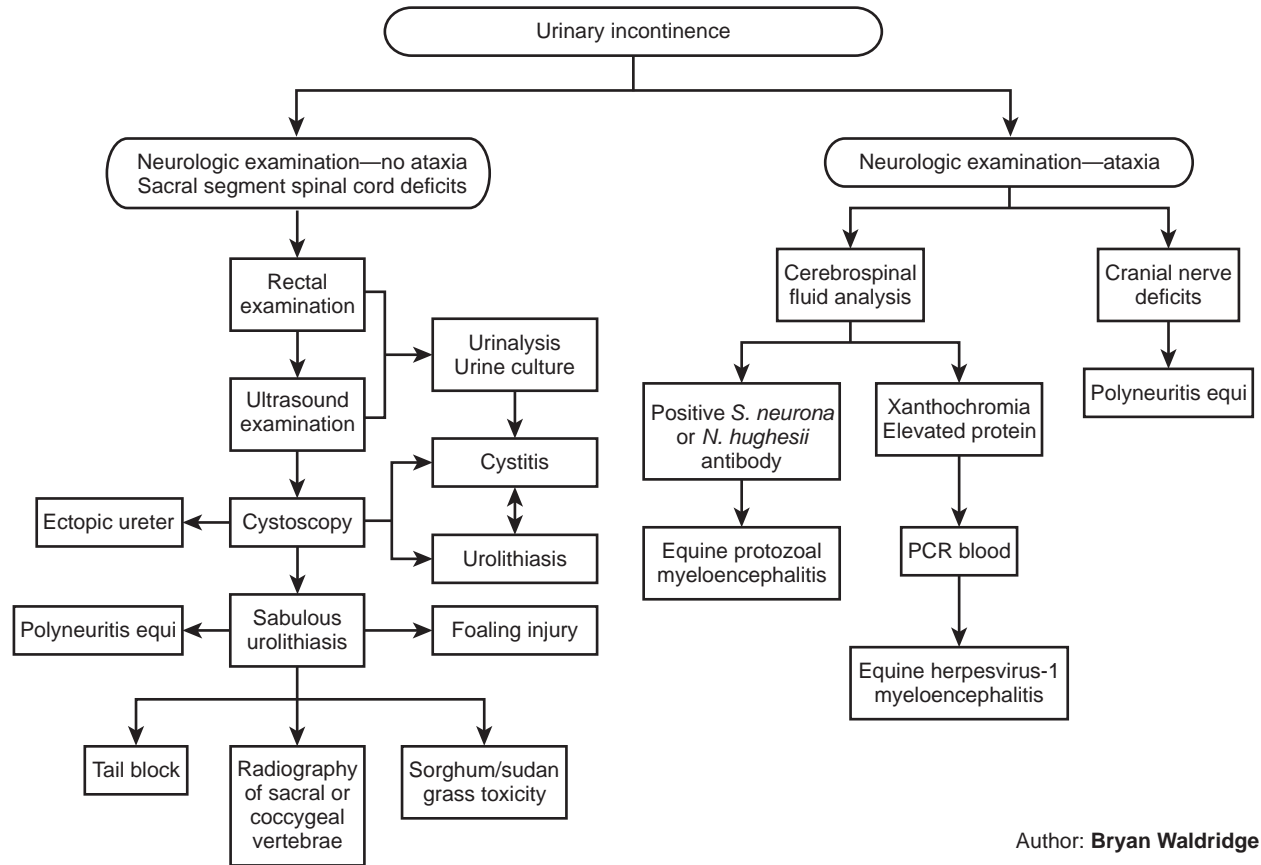 Urinary incontinence
Neurologic examination—no ataxia
Sacral segment spinal cord deficits
Neurologic examination—ataxia
Rectal
examination
Ultrasound
examination
Urinalysis
Urine culture
Cystitis
Ectopic ureter
Cystoscopy
Urolithiasis
Polyneuritis equi
Sabulous
urolithiasis
Foaling injury
Tail block
Radiography
of sacral or
coccygeal
vertebrae
Sorghum/sudan
grass toxicity
Cerebrospinal
fluid analysis
Cranial nerve
deficits
Positive S. neurona
or N. hughesii
antibody
Xanthochromia
Elevated protein
Polyneuritis equi
Equine protozoal
myeloencephalitis
PCR blood
Equine herpesvirus-1
myeloencephalitis
Author: Bryan Waldridge